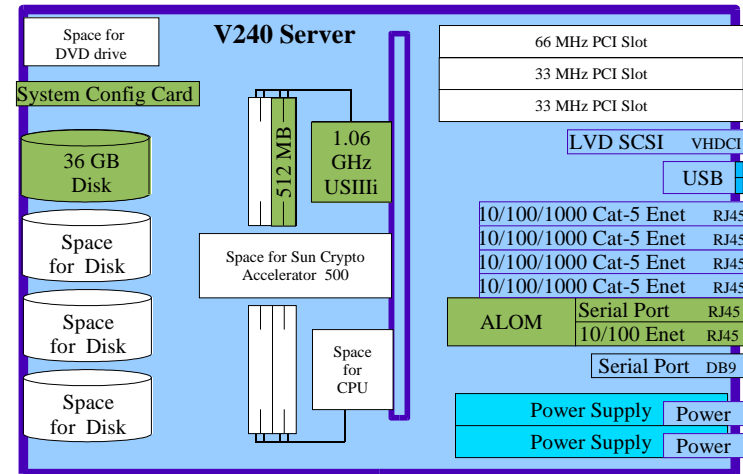 V240 Server
Space for
DVD drive
System Config Card
36 GB
Disk
Space
for Disk
Space
for Disk
Space
for Disk
512 MB
1.06
GHz
USIIIi
Space for Sun Crypto
Accelerator 500
Space
for
CPU
66 MHz PCI Slot
33 MHz PCI Slot
33 MHz PCI Slot
LVD SCSI VHDCI
USB
10/100/1000 Cat-5 Enet RJ45
10/100/1000 Cat-5 Enet RJ45
10/100/1000 Cat-5 Enet RJ45
10/100/1000 Cat-5 Enet RJ45
ALOM
Serial Port RJ45
10/100 Enet RJ45
Serial Port DB9
Power Supply Power
Power Supply Power